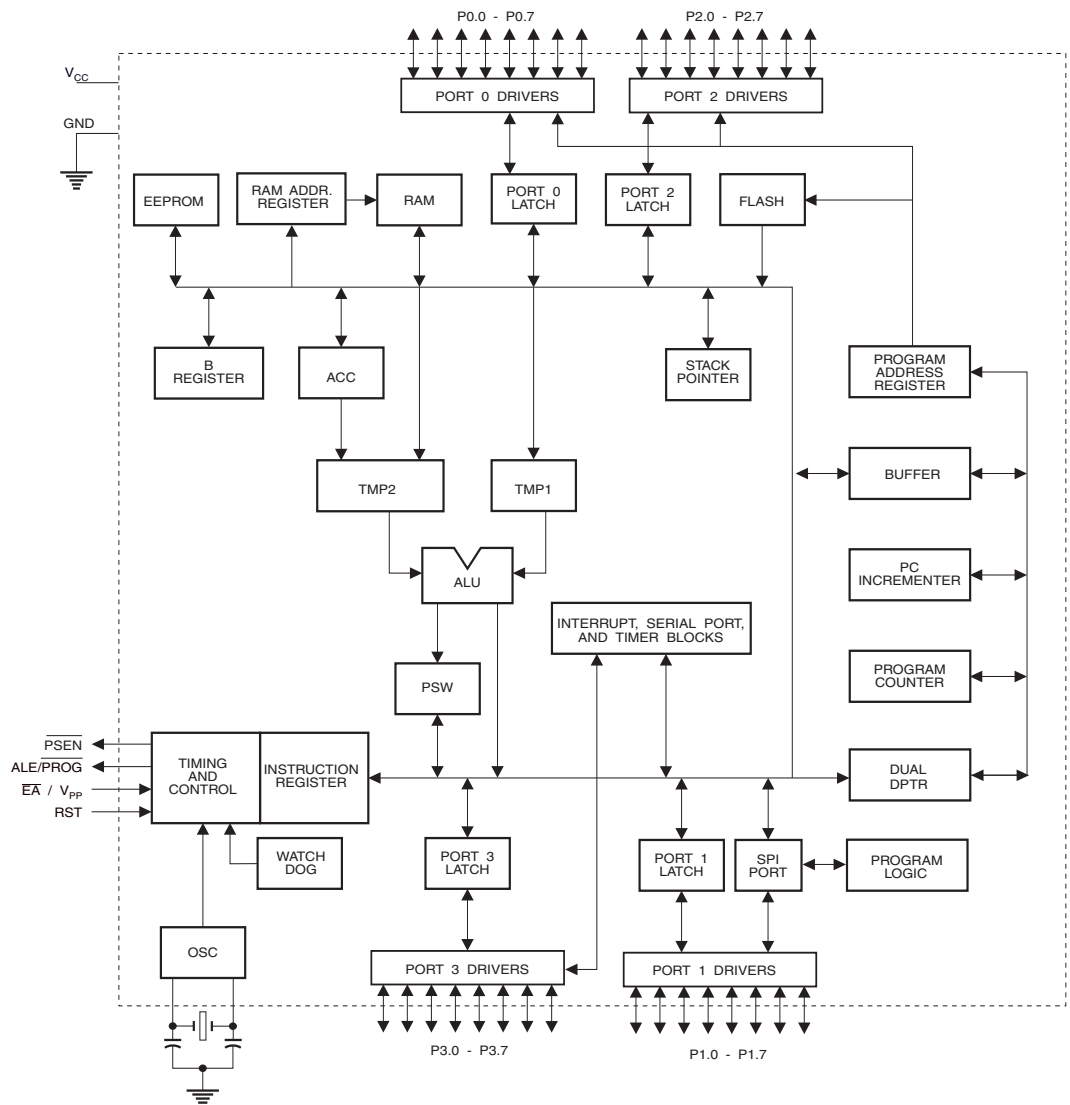 P0.0 - P0.7
P2.0 - P2.7
VCC
PORT 0 DRIVERS
PORT 2 DRIVERS
GND
EEPROM
RAM ADDR.
REGISTER
RAM
PORT 0
LATCH
PORT 2
LATCH
FLASH
B
REGISTER
ACC
STACK
POINTER
PROGRAM
ADDRESS
REGISTER
TMP2
TMP1
BUFFER
ALU
PC
INCREMENTER
INTERRUPT, SERIAL PORT,
AND TIMER BLOCKS
PSW
PROGRAM
COUNTER
PSEN
ALE/PROG
EA / VPP
RST
TIMING
AND
CONTROL
INSTRUCTION
REGISTER
DUAL
DPTR
WATCH
DOG
PORT 3
LATCH
PORT 1
LATCH
SPI
PORT
PROGRAM
LOGIC
OSC
PORT 3 DRIVERS
PORT 1 DRIVERS
P3.0 - P3.7
P1.0 - P1.7